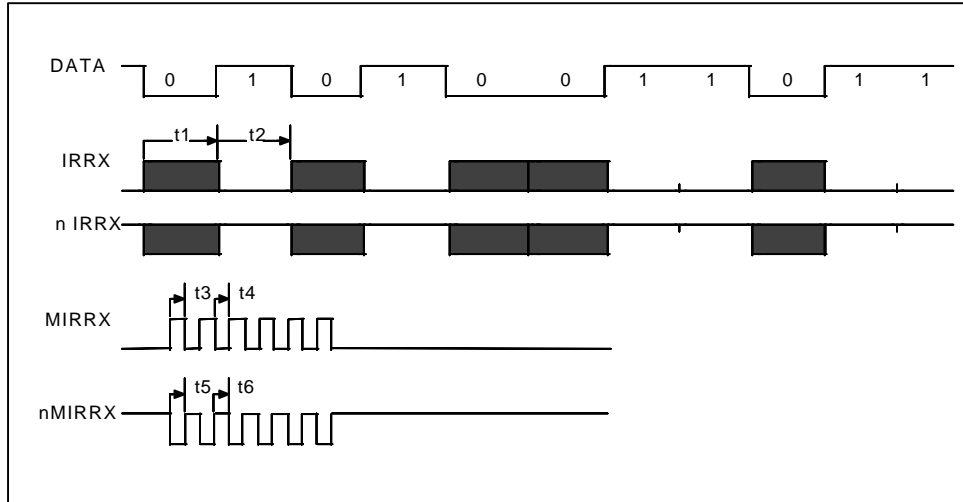 DATA 0 1 0 1 0 0 1 1 0 1 1
t1 t2
IRRX
n IRRX
t3 t4
MIRRX
t5 t6
nMIRRX